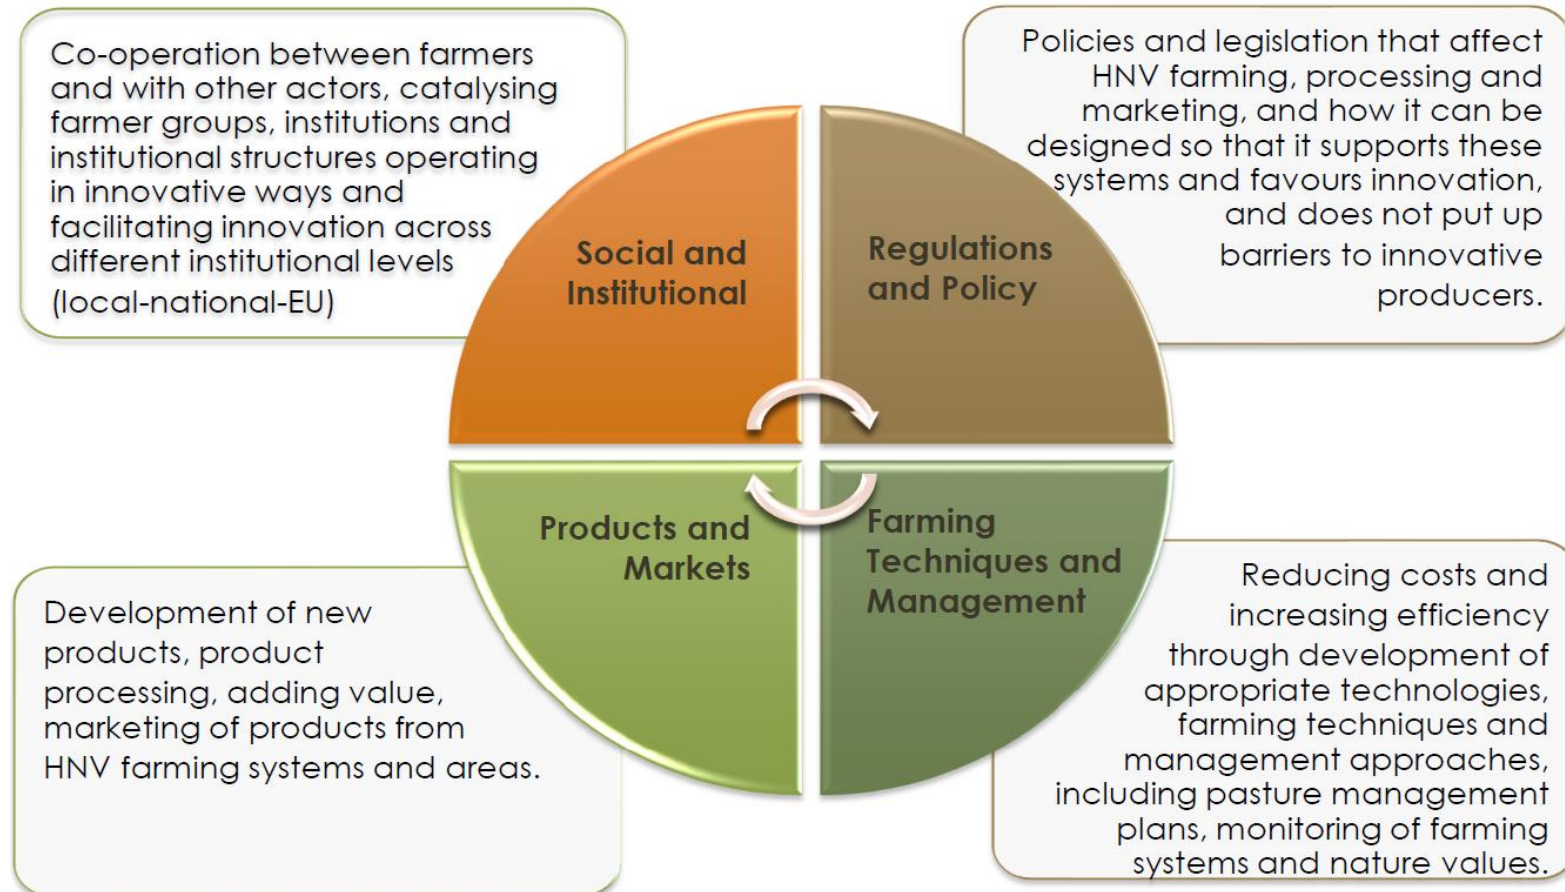 Co-operation between farmers
and with other actors, catalysing
farmer groups, institutions and
institutional structures operating
in innovative ways and
facilitating innovation across
different institutional levels
(local-national-EU)
Policies and legislation that affect
HNV farming, processing and
marketing, and how it can be
designed so that it supports these
systems and favours innovation,
and does not put up
barriers to innovative
producers.
Social and
Institutional
Regulations
and Policy
Products and
Markets
Farming
Techniques and
Management
Development of new
products, product
processing, adding value,
marketing of products from
HNV farming systems and areas.
Reducing costs and
increasing efficiency
through development of
appropriate technologies,
farming techniques and
management approaches,
including pasture management
plans, monitoring of farming
systems and nature values.